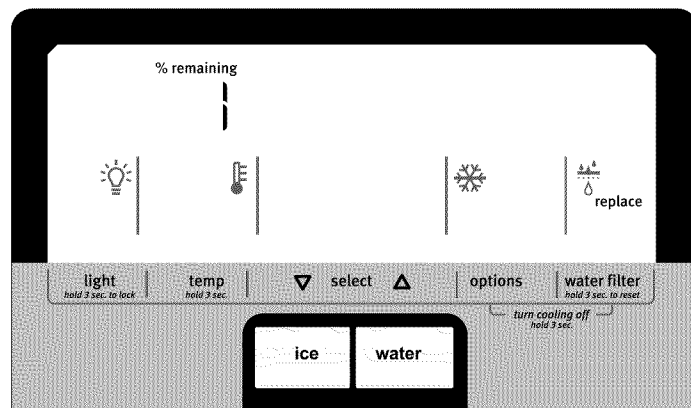 % remaining
1
replace
light temp ▽ select △ options water filter
hold 3 sec. to lock hold 3 sec. hold 3 sec. to reset
turn cooling off
hold 3 sec.
ice water